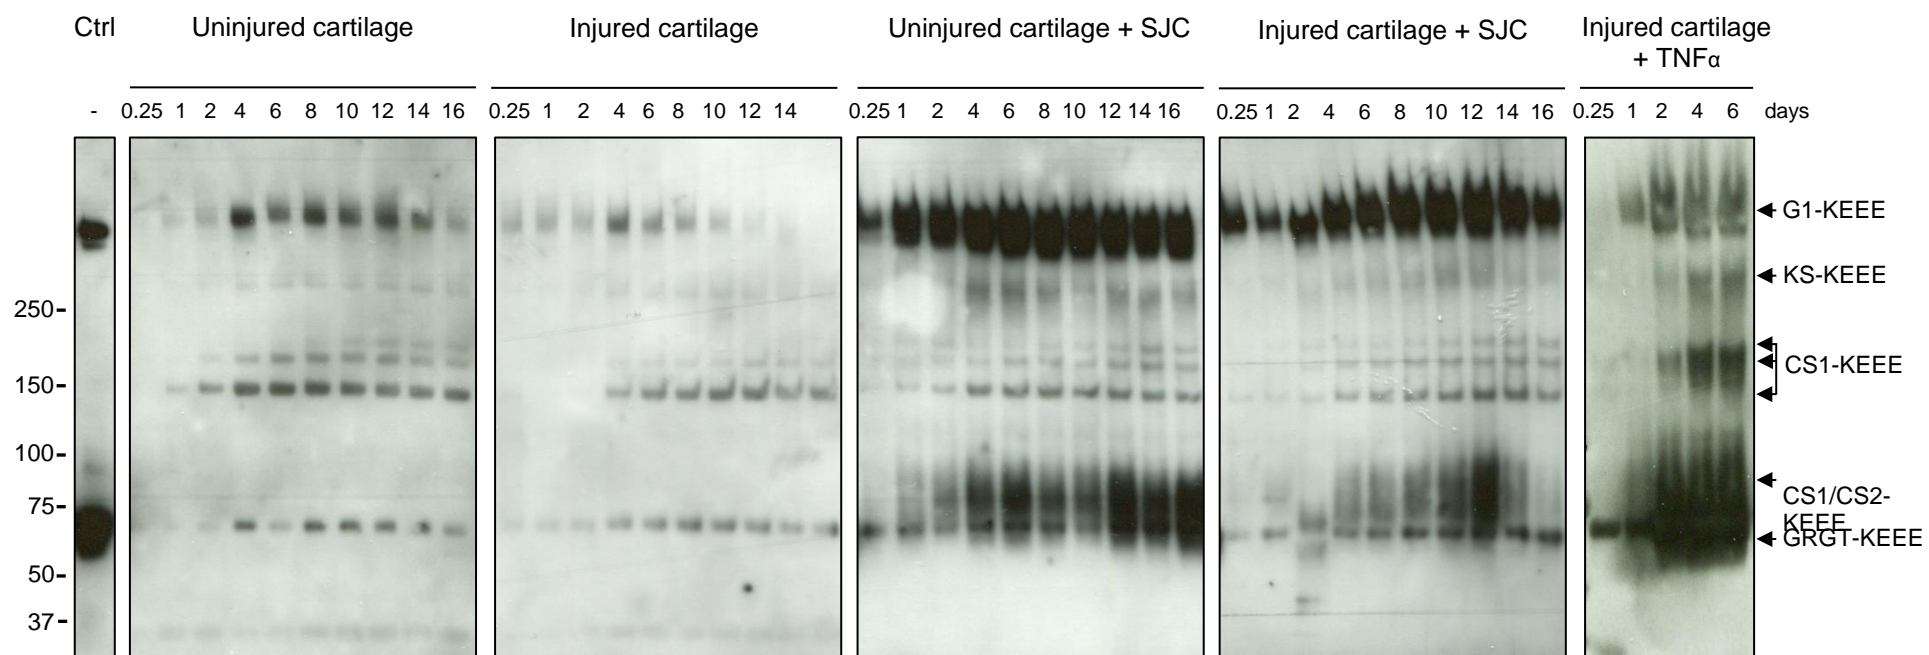 Ctrl Uninjured cartilage Injured cartilage Uninjured cartilage + SJC Injured cartilage + SJC Injured cartilage
+ TNFα
- 0.25 1 2 4 6 8 10 12 14 16 0.25 1 2 4 6 8 10 12 14 0.25 1 2 4 6 8 10 12 14 16 0.25 1 2 4 6 8 10 12 14 16 0.25 1 2 4 6 days
G1-KEEE
KS-KEEE
250-
CS1-KEEE
150-
100-
75-
CS1/CS2-
KEEE
GRGT-KEEE
50-
37-